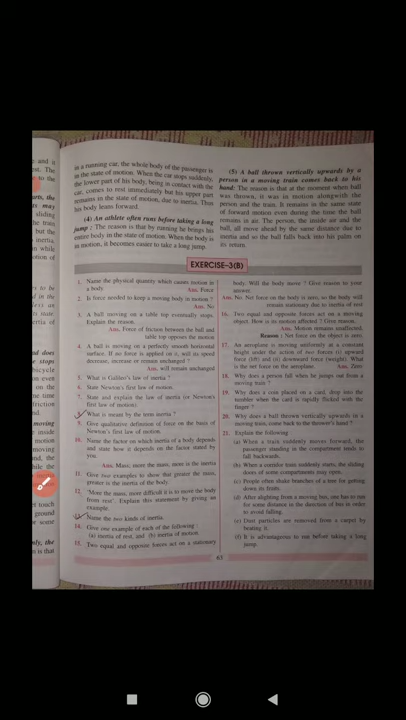 in a running car, the whole body of the passenger is
in the state of motion. When the car stops suddenly,
the lower part of his body, being in contact with the
car, comes to rest immediately but his upper part
remains in the state of motion, due to inertia. Thus
his body leans forward.
(4) An athlete often runs before taking a long
jump : The reason is that by running he brings his
entire body in the state of motion. When the body is
in motion, it becomes easier to take a long jump.
(5) A ball thrown vertically upwards by a
person in a moving train comes back to his
hand: The reason is that at the moment when ball
was thrown, it was in motion alongwith the
person and the train. It remains in the same state
of forward motion even during the time the ball
remains in air. The person, the inside air and the
ball, all move ahead by the same distance due to
inertia and so the ball falls back into his palm on
its return.
EXERCISE-3(B)
1. Name the physical quantity which causes motion in
a body. Ans. Force
2. Is force needed to keep a moving body in motion ?
Ans. No
3. A ball moving on a table top eventually stops.
Explain the reason.
Ans. Force of friction between the ball and
table top opposes the motion
4. A ball is moving on a perfectly smooth horizontal
surface. If no force is applied on it, will its speed
decrease, increase or remain unchanged ?
Ans. will remain unchanged
5. What is Galileo's law of inertia ?
6. State Newton's first law of motion.
7. State and explain the law of inertia (or Newton's
first law of motion).
8. What is meant by the term inertia ?
9. Give qualitative definition of force on the basis of
Newton's first law of motion.
10. Name the factor on which inertia of a body depends
and state how it depends on the factor stated by
you.
Ans. Mass; more the mass, more is the inertia
11. Give two examples to show that greater the mass,
greater is the inertia of the body.
12. 'More the mass, more difficult it is to move the body
from rest'. Explain this statement by giving an
example.
13. Name the two kinds of inertia.
14. Give one example of each of the following :
(a) inertia of rest, and (b) inertia of motion.
15. Two equal and opposite forces act on a stationary
body. Will the body move ? Give reason to your
answer.
Ans. No. Net force on the body is zero, so the body will
remain stationary due to inertia of rest
16. Two equal and opposite forces act on a moving
object. How is its motion affected ? Give reason.
Ans. Motion remains unaffected.
Reason : Net force on the object is zero.
17. An aeroplane is moving uniformly at a constant
height under the action of two forces (i) upward
force (lift) and (ii) downward force (weight). What
is the net force on the aeroplane. Ans. Zero
18. Why does a person fall when he jumps out from a
moving train ?
19. Why does a coin placed on a card, drop into the
tumbler when the card is rapidly flicked with the
finger ?
20. Why does a ball thrown vertically upwards in a
moving train, come back to the thrower's hand ?
21. Explain the following :
(a) When a train suddenly moves forward, the
passenger standing in the compartment tends to
fall backwards.
(b) When a corridor train suddenly starts, the sliding
doors of some compartments may open.
(c) People often shake branches of a tree for getting
down its fruits.
(d) After alighting from a moving bus, one has to run
for some distance in the direction of bus in order
to avoid falling.
(e) Dust particles are removed from a carpet by
beating it.
(f) It is advantageous to run before taking a long
jump.
63